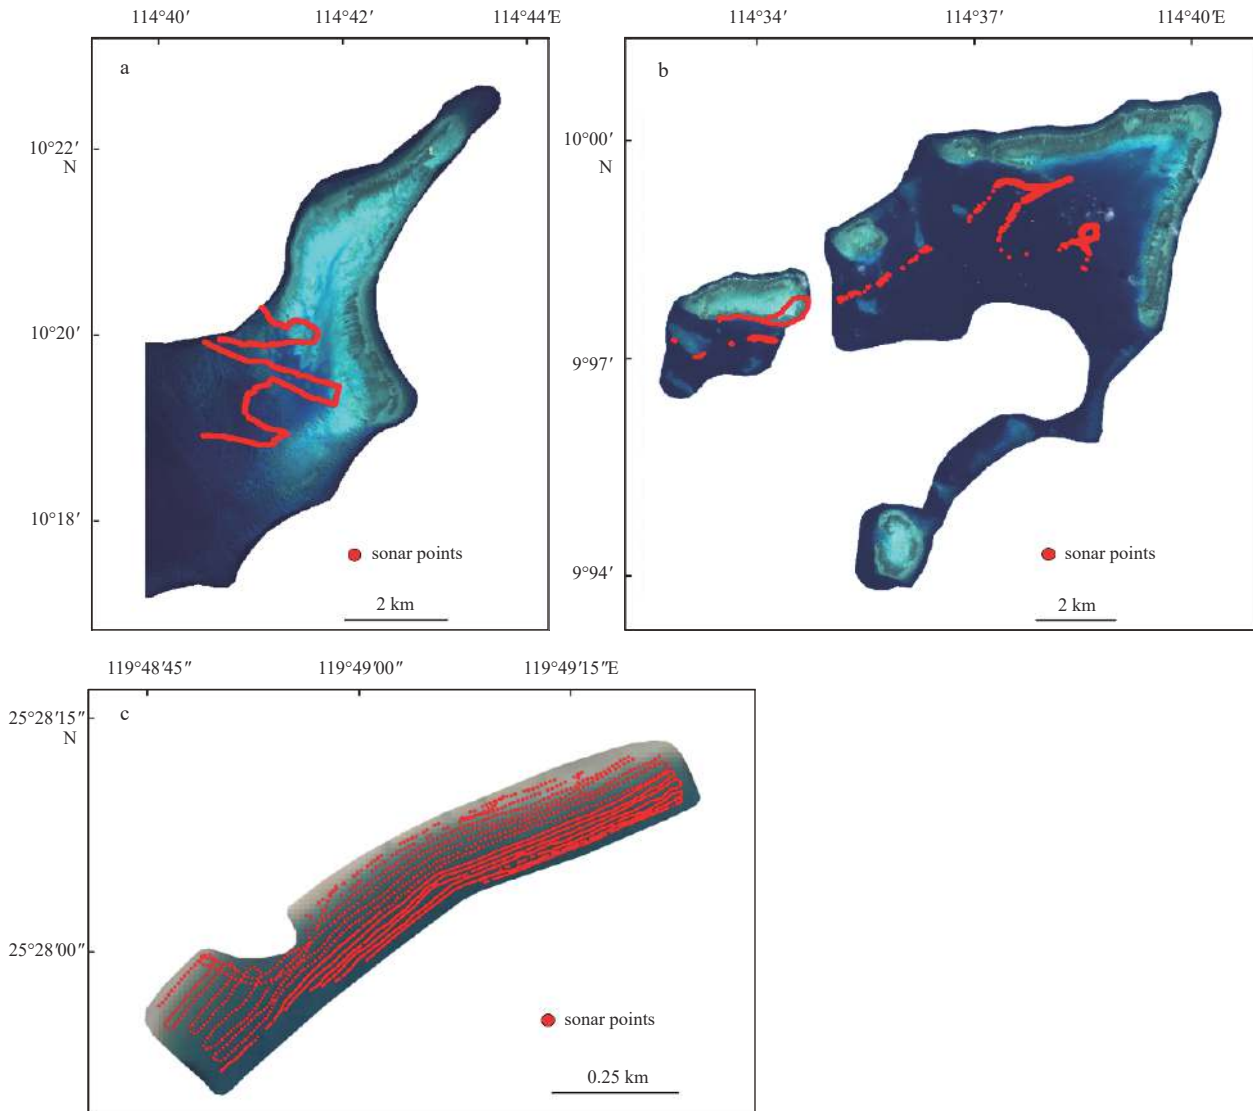 114°40′ 114°42′ 114°44′E
a
10°22′
N
10°20′
10°18′
sonar points
2 km
114°34′ 114°37′ 114°40′E
b
10°00′
N
9°97′
9°94′
sonar points
2 km
119°48′45″ 119°49′00″ 119°49′15″E
c
25°28′15″
N
25°28′00″
sonar points
0.25 km